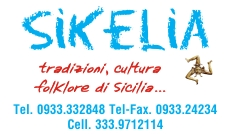 SiKELiA
tradizioni, cultura
folklore di Sicilia...
Tel. 0933.332848 Tel-Fax. 0933.24234
Cell. 333.9712114